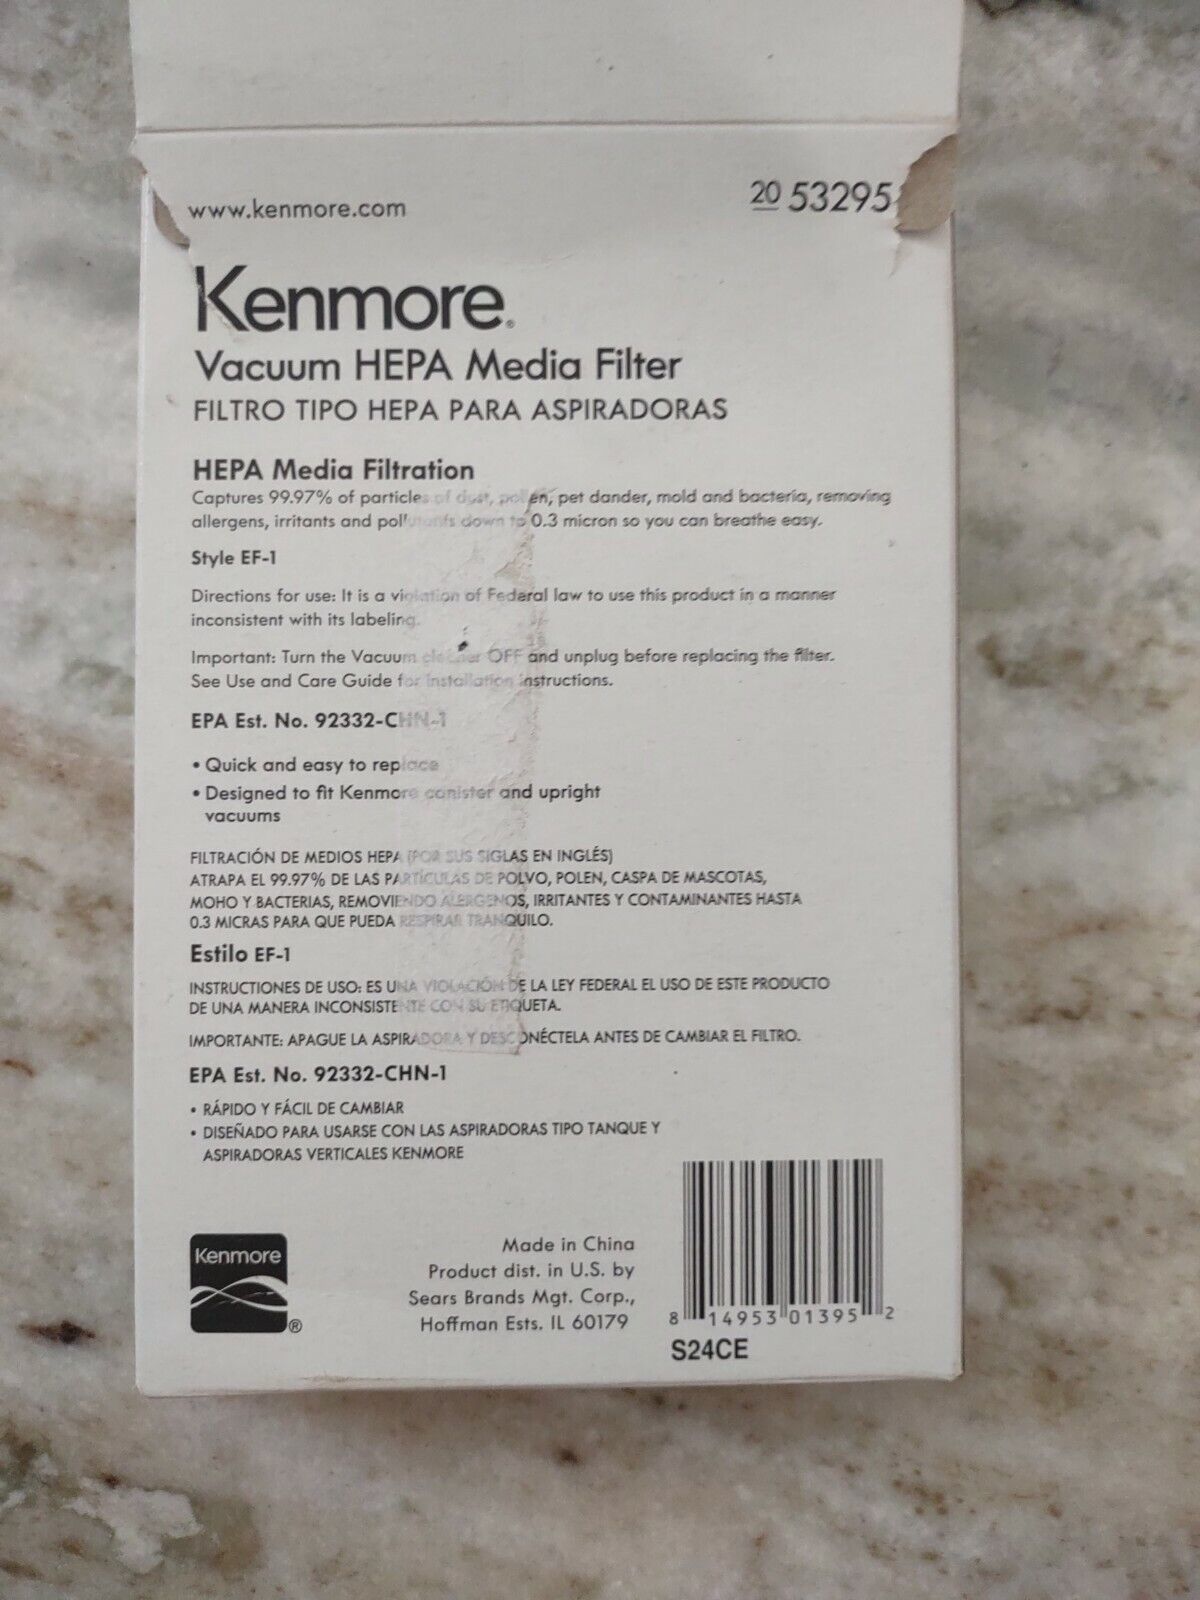 www.kenmore.com
20 53295
Kenmore®
Vacuum HEPA Media Filter
FILTRO TIPO HEPA PARA ASPIRADORAS
HEPA Media Filtration
Captures 99.97% of particles of dust, pollen, pet dander, mold and bacteria, removing
allergens, irritants and pollutants down to 0.3 micron so you can breathe easy.
Style EF-1
Directions for use: It is a violation of Federal law to use this product in a manner
inconsistent with its labeling.
Important: Turn the Vacuum cleaner OFF and unplug before replacing the filter.
See Use and Care Guide for installation instructions.
EPA Est. No. 92332-CHN-1
• Quick and easy to replace
• Designed to fit Kenmore canister and upright
vacuums
FILTRACIÓN DE MEDIOS HEPA (POR SUS SIGLAS EN INGLÉS)
ATRAPA EL 99.97% DE LAS PARTÍCULAS DE POLVO, POLEN, CASPA DE MASCOTAS,
MOHO Y BACTERIAS, REMOVIENDO ALERGENOS, IRRITANTES Y CONTAMINANTES HASTA
0.3 MICRAS PARA QUE PUEDA RESPIRAR TRANQUILO.
Estilo EF-1
INSTRUCTIONES DE USO: ES UNA VIOLACIÓN DE LA LEY FEDERAL EL USO DE ESTE PRODUCTO
DE UNA MANERA INCONSISTENTE CON SU ETIQUETA.
IMPORTANTE: APAGUE LA ASPIRADORA Y DESCONÉCTELA ANTES DE CAMBIAR EL FILTRO.
EPA Est. No. 92332-CHN-1
• RÁPIDO Y FÁCIL DE CAMBIAR
• DISEÑADO PARA USARSE CON LAS ASPIRADORAS TIPO TANQUE Y
ASPIRADORAS VERTICALES KENMORE
Kenmore
®
Made in China
Product dist. in U.S. by
Sears Brands Mgt. Corp.,
Hoffman Ests. IL 60179
8 14953 01395 2
S24CE